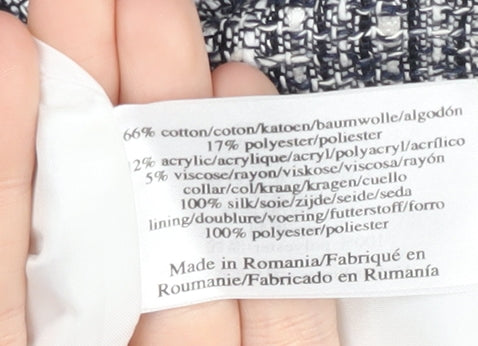 66% cotton/coton/katoen/baumwolle/algodón
17% polyester/poliester
12% acrylic/acrylique/acryl/polyacryl/acrílico
5% viscose/rayon/viskose/viscosa/rayón
collar/col/kraag/kragen/cuello
100% silk/soie/zijde/seide/seda
lining/doublure/voering/futterstoff/forro
100% polyester/poliester
Made in Romania/Fabriqué en
Roumanie/Fabricado en Rumanía